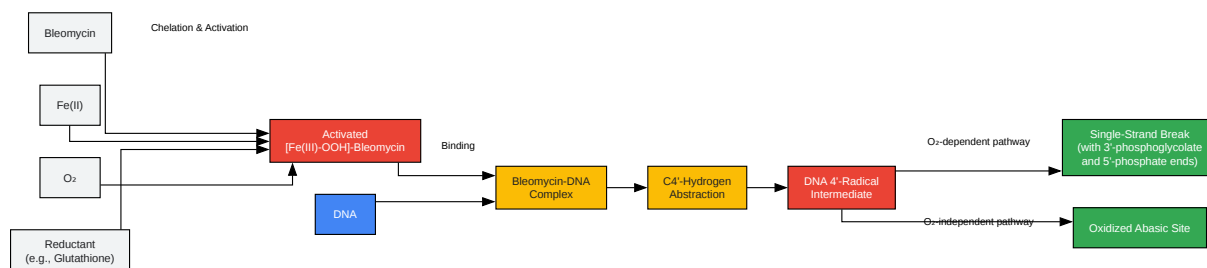 Bleomycin
Chelation & Activation
Fe(II)
O₂
Reductant
(e.g., Glutathione)
Activated
[Fe(III)-OOH]-Bleomycin
Binding
DNA
Bleomycin-DNA
Complex
C4'-Hydrogen
Abstraction
DNA 4'-Radical
Intermediate
O₂-dependent pathway
O₂-independent pathway
Single-Strand Break
(with 3'-phosphoglycolate
and 5'-phosphate ends)
Oxidized Abasic Site